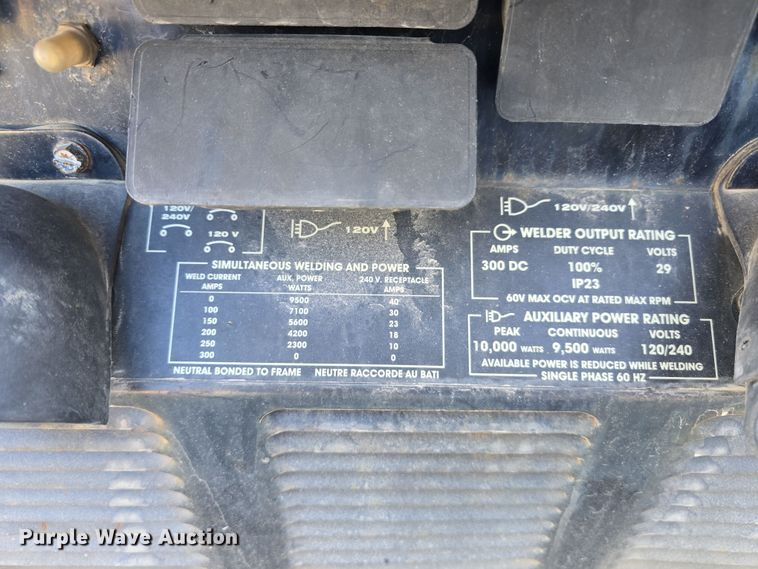 120V/
240V
120 V
120V
120V/240V
WELDER OUTPUT RATING
AMPS DUTY CYCLE VOLTS
300 DC 100% 29
IP23
60V MAX OCV AT RATED MAX RPM
SIMULTANEOUS WELDING AND POWER
WELD CURRENT AUX. POWER 240 V. RECEPTACLE
AMPS WATTS AMPS
0 9500 40
100 7100 30
150 5600 23
200 4200 18
250 2300 10
300 0 0
NEUTRAL BONDED TO FRAME NEUTRE RACCORDE AU BATI
AUXILIARY POWER RATING
PEAK CONTINUOUS VOLTS
10,000 WATTS 9,500 WATTS 120/240
AVAILABLE POWER IS REDUCED WHILE WELDING
SINGLE PHASE 60 HZ
Purple Wave Auction